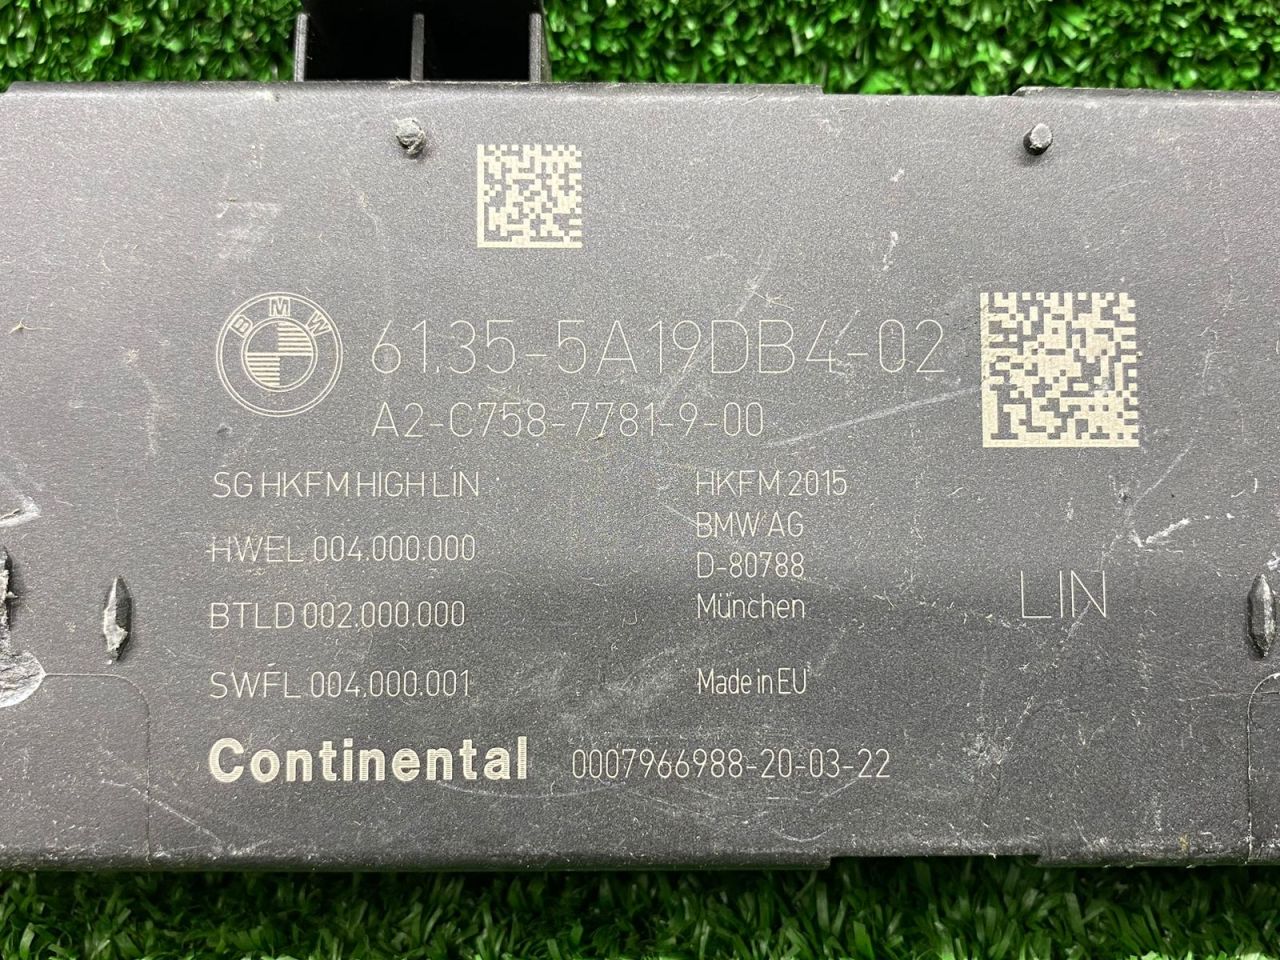 BMW
61.35-5A19DB4-02
A2-C758-7781-9-00
SG HKFM HIGH LIN
HWEL 004.000.000
BTLD 002.000.000
SWFL 004.000.001
HKFM 2015
BMW AG
D-80788
München
Made in EU
LIN
Continental 0007966988-20-03-22